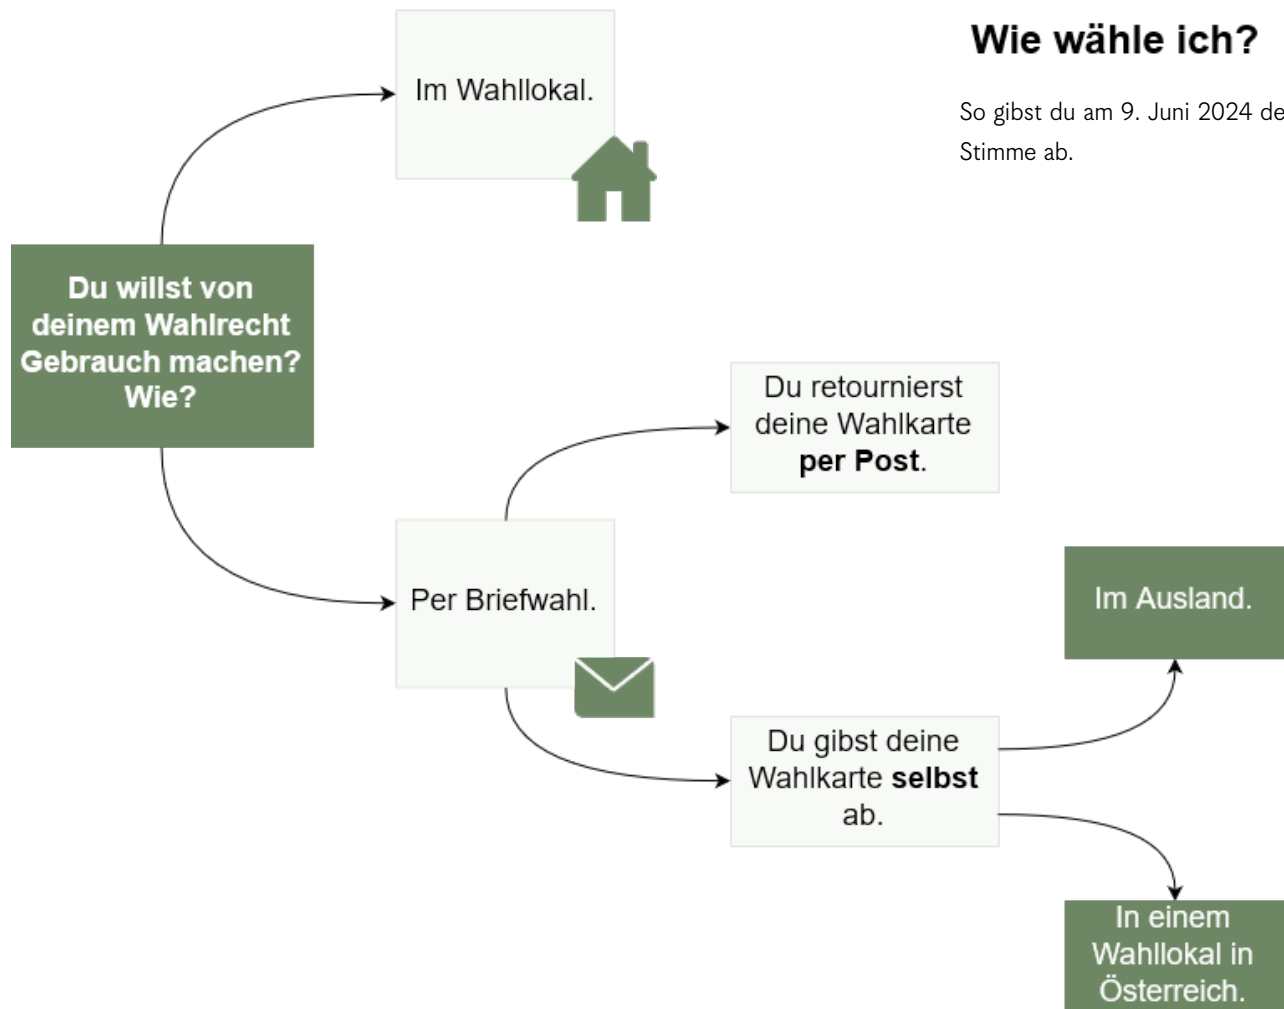 Wie wähle ich?
So gibst du am 9. Juni 2024
Stimme ab.
Im Wahllokal.
Du willst von
deinem Wahlrecht
Gebrauch machen?
Wie?
Du retournierst
deine Wahlkarte
per Post.
Per Briefwahl.
Im Ausland.
Du gibst deine
Wahlkarte selbst
ab.
In einem
Wahllokal in
Österreich.